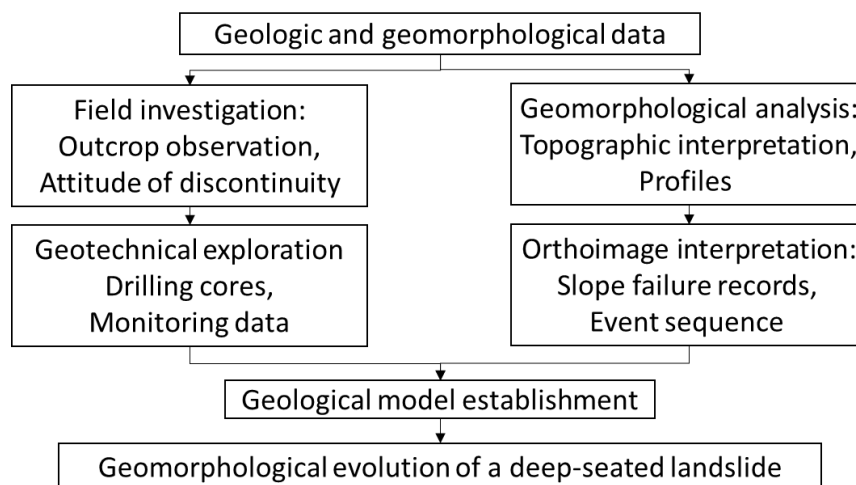 Geologic and geomorphological data
Field investigation:
Outcrop observation,
Attitude of discontinuity
Geomorphological analysis:
Topographic interpretation,
Profiles
Geotechnical exploration
Drilling cores,
Monitoring data
Orthoimage interpretation:
Slope failure records,
Event sequence
Geological model establishment
Geomorphological evolution of a deep-seated landslide